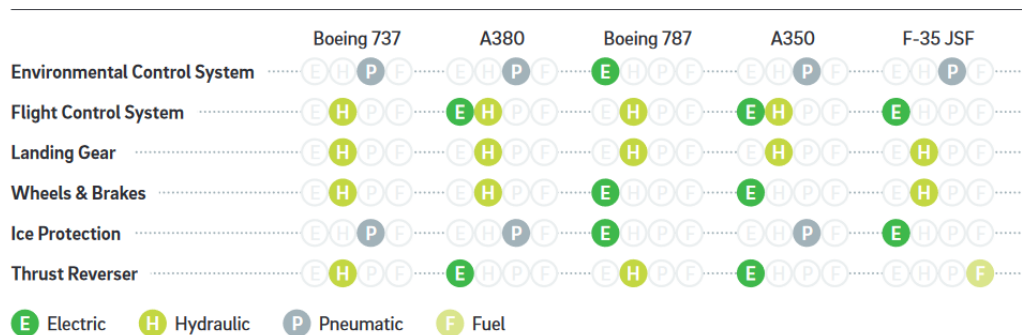 Boeing 737 A380 Boeing 787 A350 F-35 JSF
Environmental Control System E H P F E H P F E H P F E H P F E H P F
Flight Control System E H P F E H P F E H P F E H P F E H P F
Landing Gear E H P F E H P F E H P F E H P F E H P F
Wheels & Brakes E H P F E H P F E H P F E H P F E H P F
Ice Protection E H P F E H P F E H P F E H P F E H P F
Thrust Reverser E H P F E H P F E H P F E H P F E H P F
E Electric H Hydraulic P Pneumatic F Fuel